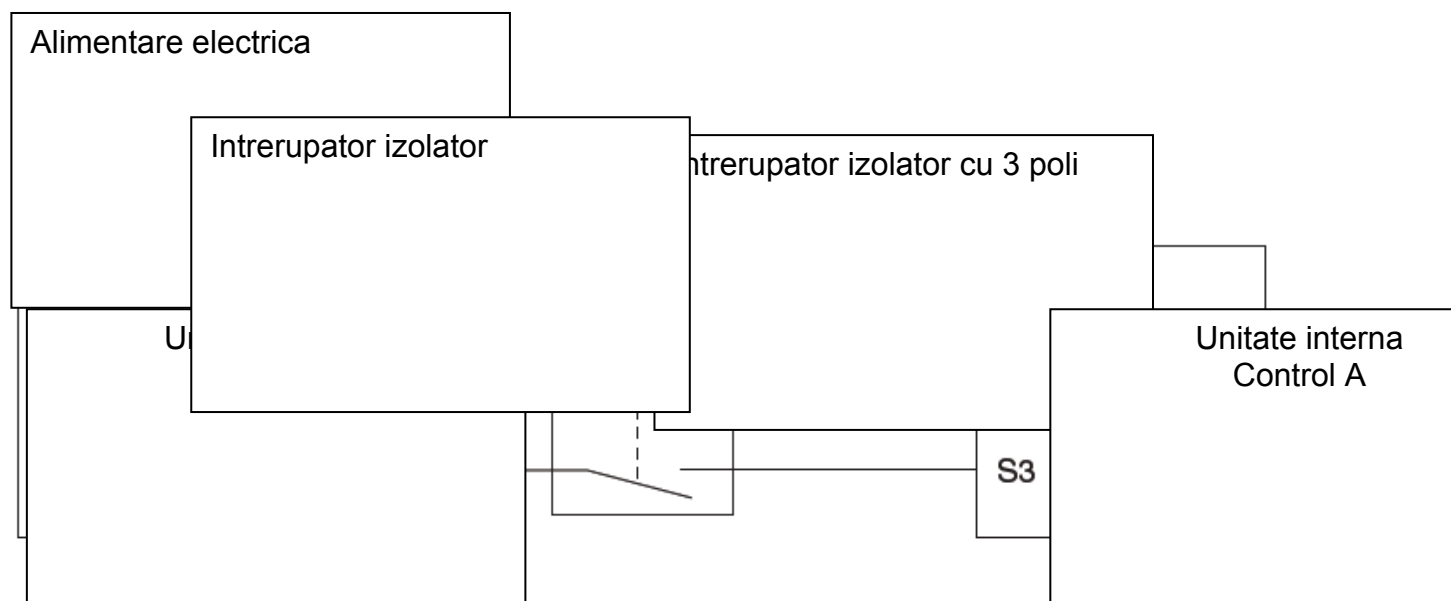 Alimentare electrica
Intrerupator izolator
ntrerupator izolator cu 3 poli
Unitate interna
Control A
S3